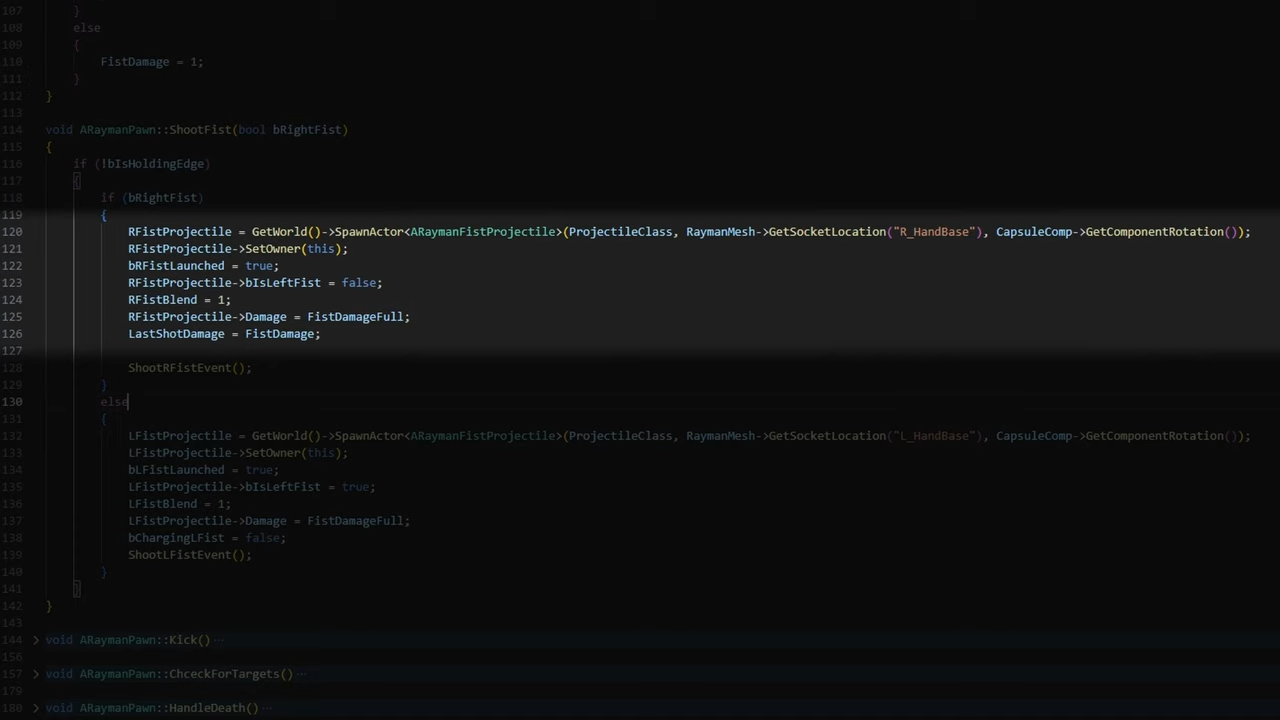 107 }
108 else
109 {
110 FistDamage = 1;
111 }
112 }
113
114 void ARaymanPawn::ShootFist(bool bRightFist)
115 {
116 if (!bIsHoldingEdge)
117 {
118 if (bRightFist)
119 {
120 RFistProjectile = GetWorld()->SpawnActor<ARaymanFistProjectile>(ProjectileClass, RaymanMesh->GetSocketLocation("R_HandBase"), CapsuleComp->GetComponentRotation());
121 RFistProjectile->SetOwner(this);
122 bRFistLaunched = true;
123 RFistProjectile->bIsLeftFist = false;
124 RFistBlend = 1;
125 RFistProjectile->Damage = FistDamageFull;
126 LastShotDamage = FistDamage;
127
128 ShootRFistEvent();
129 }
130 else
131 {
132 LFistProjectile = GetWorld()->SpawnActor<ARaymanFistProjectile>(ProjectileClass, RaymanMesh->GetSocketLocation("L_HandBase"), CapsuleComp->GetComponentRotation());
133 LFistProjectile->SetOwner(this);
134 bLFistLaunched = true;
135 LFistProjectile->bIsLeftFist = true;
136 LFistBlend = 1;
137 LFistProjectile->Damage = FistDamageFull;
138 bChargingLFist = false;
139 ShootLFistEvent();
140 }
141 }
142 }
143
144 > void ARaymanPawn::Kick() ···
156
157 > void ARaymanPawn::ChceckForTargets() ···
179
180 > void ARaymanPawn::HandleDeath() ···